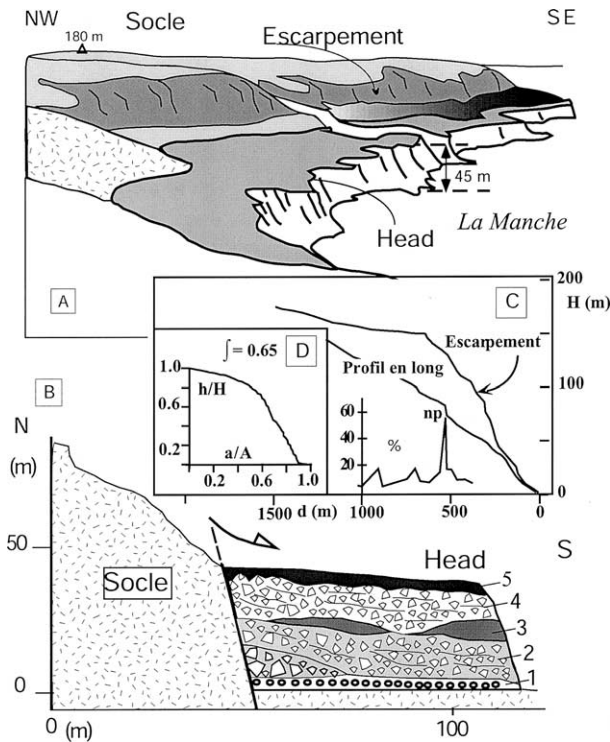 NW
Socle
SE
180 m
Escarpement
45 m
La Manche
Head
A
200
H (m)
C
Escarpement
D
∫ = 0.65
1.0
h/H
0.6
0.2
a/A
0
0.2
0.6
1.0
Profil en long
np
60
40
20
%
100
0
1500 d (m) 1000
500
0
B
N
(m)
50
0
Socle
Head
S
5
4
3
2
1
0 (m)
100